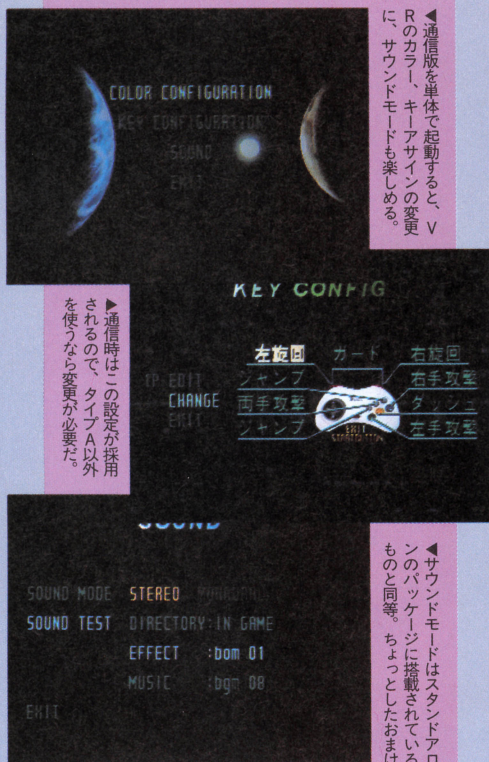 ◀通信版を単体で起動すると、V
Rのカラー、キーアサインの変更
に、サウンドモードも楽しめる。
COLOR CONFIGURATION
KEY CONFIGURATION
SOUND
EXIT
▶通信時はこの設定が採用
されるので、タイプA以外
を使うなら変更が必要だ。
KEY CONFIG
左旋回 ガード 右旋回
TP EDIT ジャンプ 右手攻撃
CHANGE 両手攻撃 ダッシュ
EXIT ジャンプ 左手攻撃
EXIT
◀サウンドモードはスタンドアロ
ンのパッケージに搭載されている
ものと同等。ちょっとしたおまけ
SOUND
SOUND MODE STEREO
SOUND TEST DIRECTORY:IN GAME
EFFECT :bom 01
MUSIC :bgm 08
EXIT